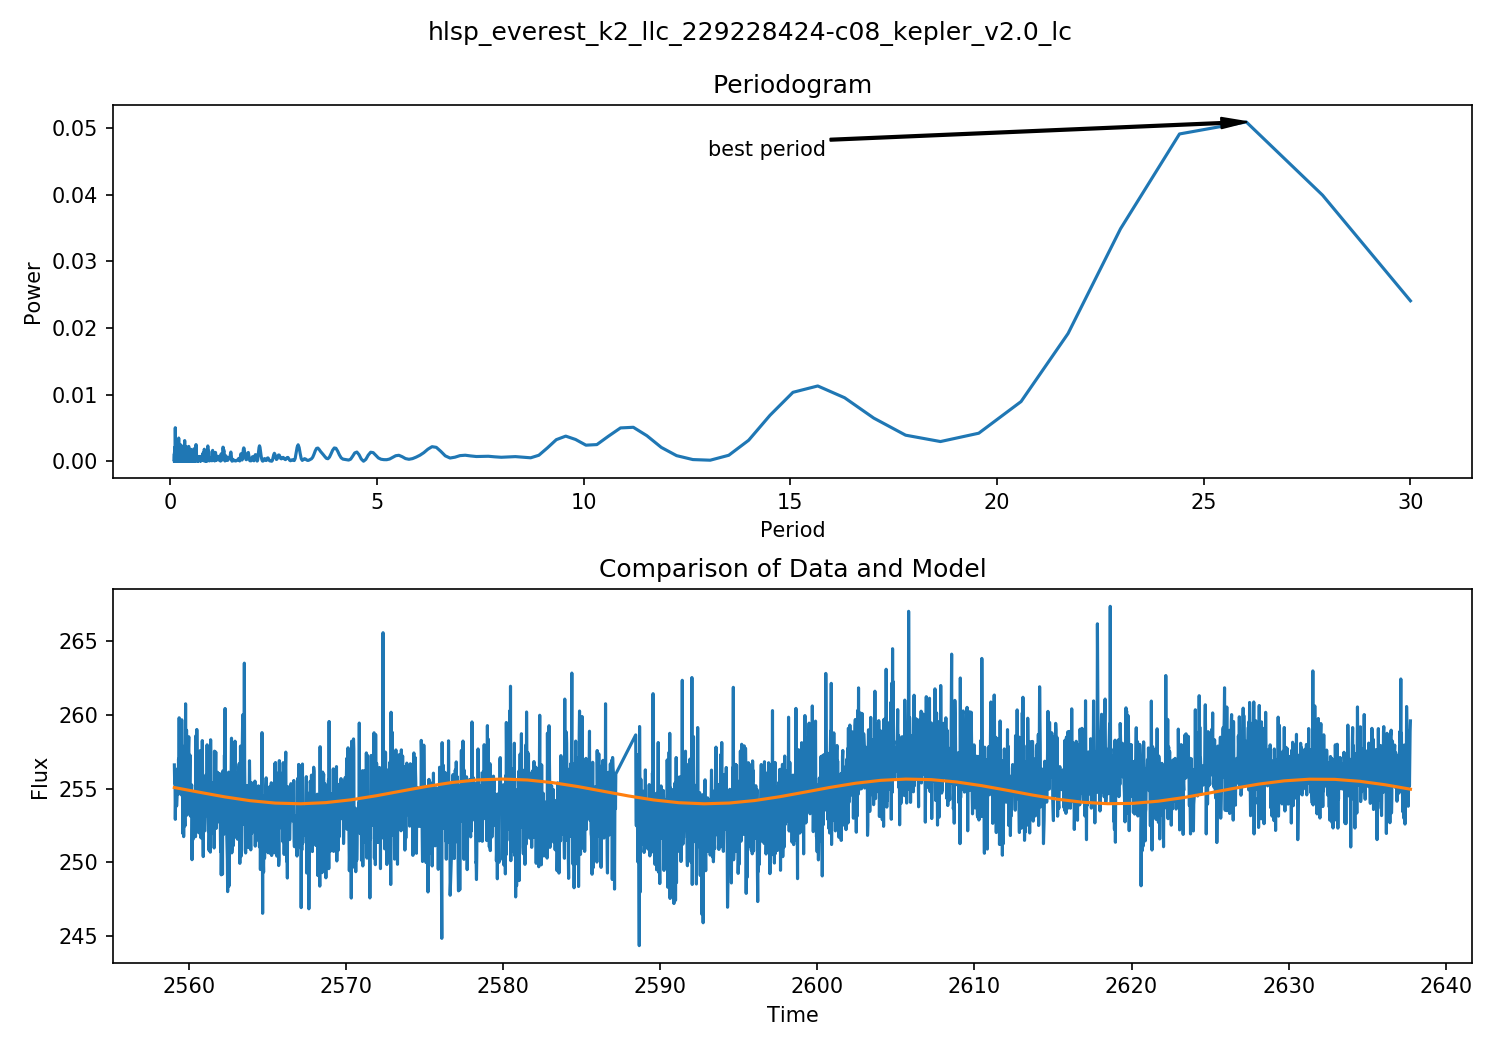 hlsp_everest_k2_llc_229228424-c08_kepler_v2.0_lc
Periodogram
0.05
0.04
0.03
0.02
0.01
0.00
Power
best period
0 5 10 15 20 25 30
Period
Comparison of Data and Model
265
260
255
250
245
Flux
2560 2570 2580 2590 2600 2610 2620 2630 2640
Time